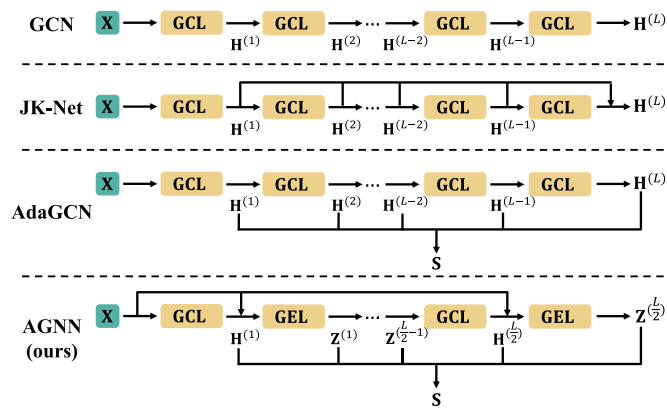 GCN X GCL GCL ... GCL GCL H^(L)
H^(1) H^(2) H^(L-2) H^(L-1)
JK-Net X GCL GCL ... GCL GCL H^(L)
H^(1) H^(2) H^(L-2) H^(L-1)
X GCL GCL ... GCL GCL H^(L)
AdaGCN H^(1) H^(2) H^(L-2) H^(L-1)
S
AGNN X GCL GEL ... GCL GEL Z^(L/2)
(ours) H^(1) Z^(1) Z^(L/2-1) H^(L/2)
S